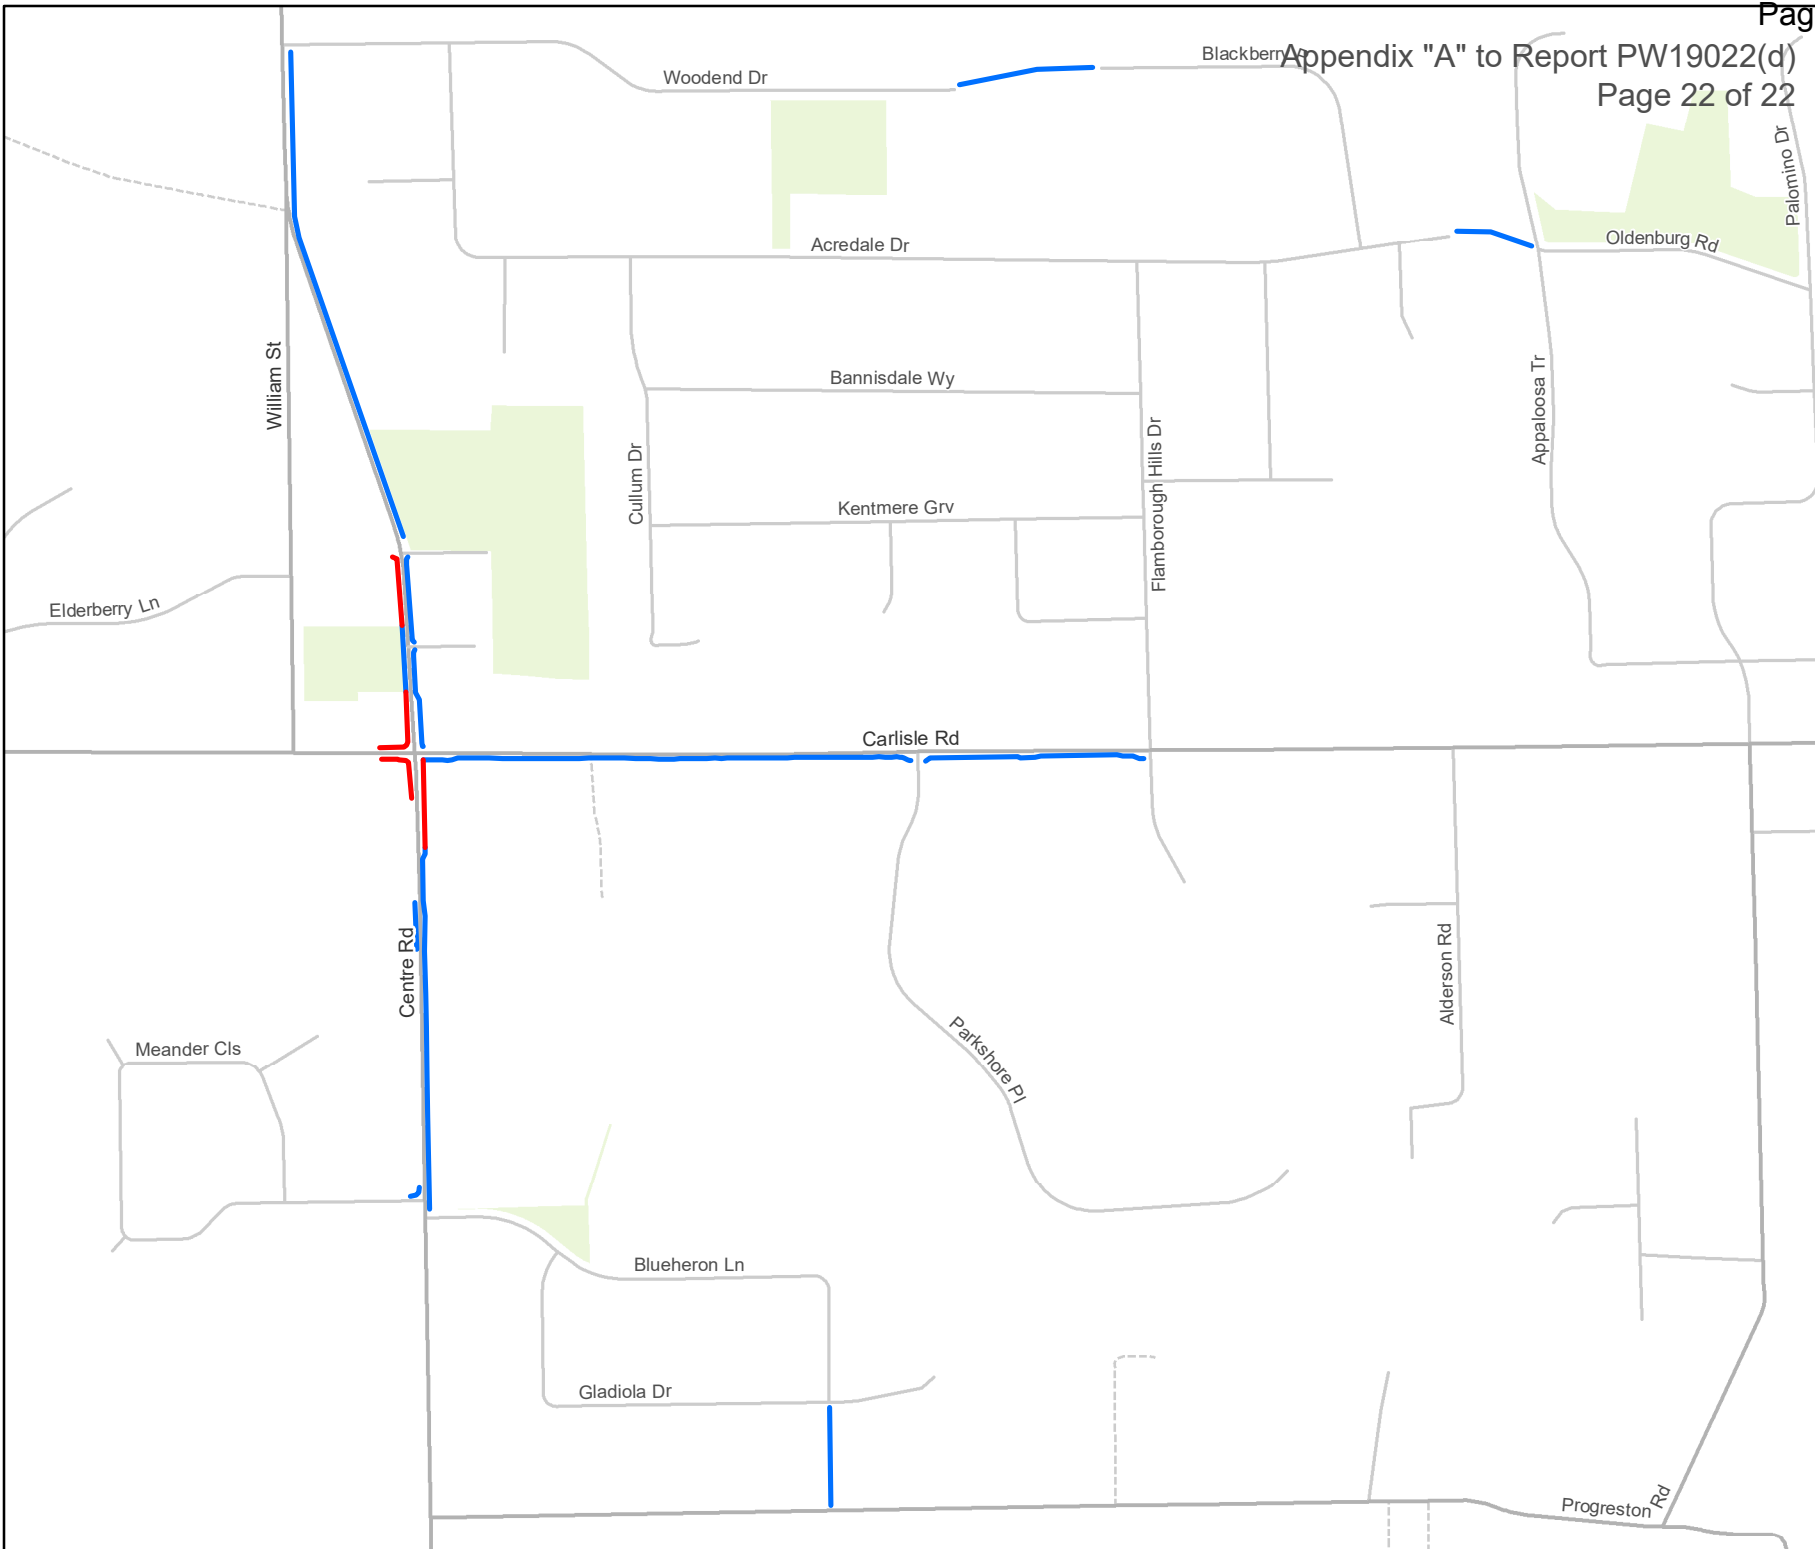 Pag
Appendix "A" to Report PW19022(d)
Page 22 of 22
Woodend Dr
Palomino Dr
Acredale Dr
Oldenburg Rd
William St
Bannisdale Wy
Appaloosa Tr
Cullum Dr
Kentmere Grv
Flamborough Hills Dr
Elderberry Ln
Carlisle Rd
Centre Rd
Alderson Rd
Meander Cls
Parkshore Pl
Blueheron Ln
Gladiola Dr
Progreston Rd